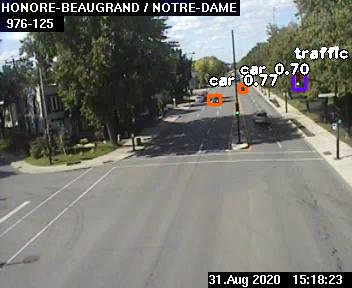 HONORE-BEAUGRAND / NOTRE-DAME
976-125
traffic
car 0.70
car 0.77
31.Aug 2020 15:18:23